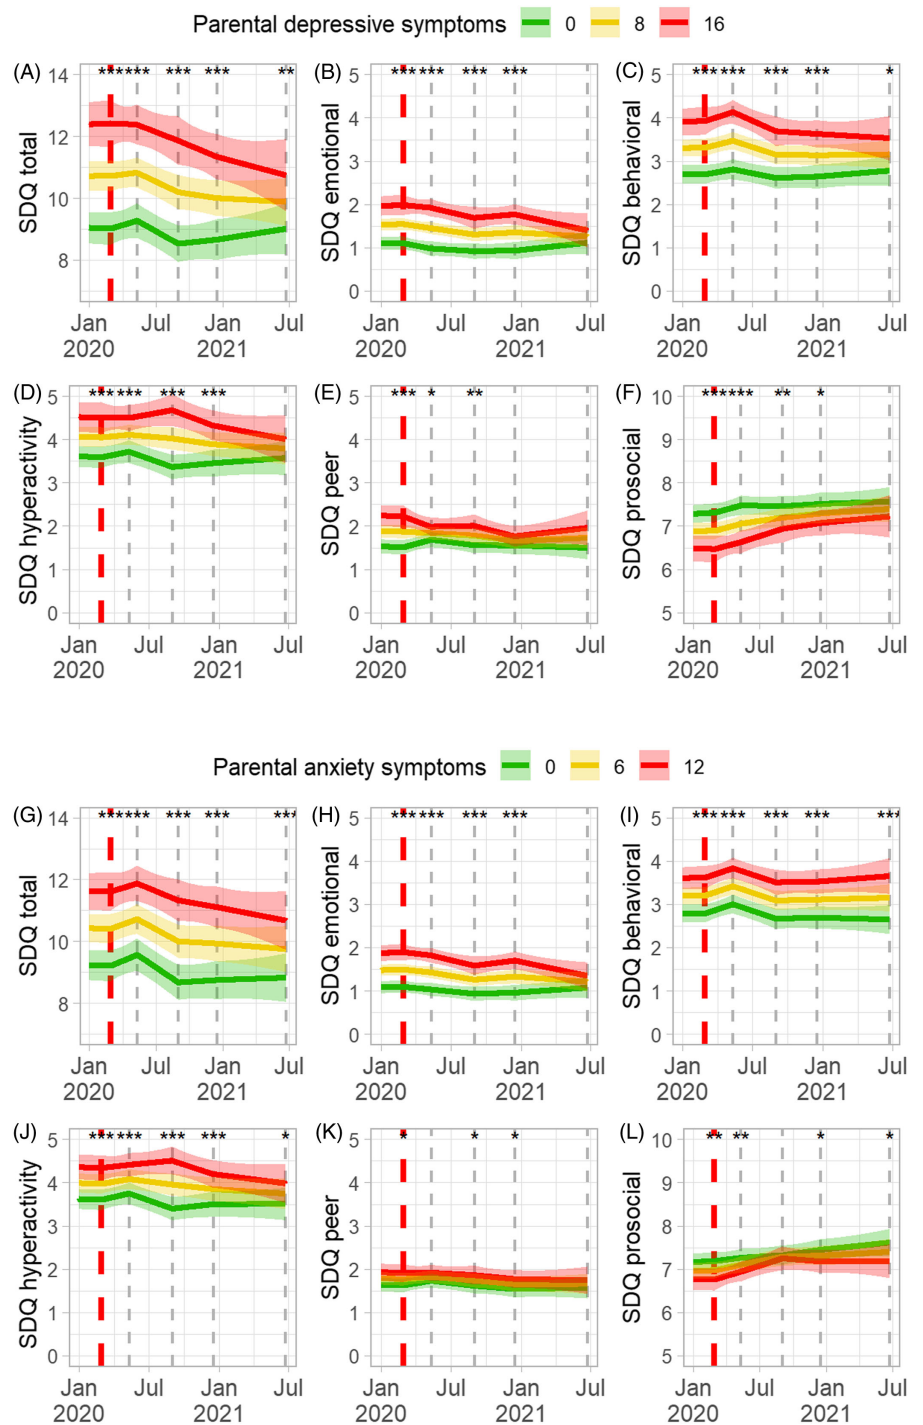 Parental depressive symptoms 0 8 16
(A) (B) (C)
*** *** *** *** **
*** *** *** ***
*** *** *** *** *
SDQ total
14
12
10
8
SDQ emotional
5
4
3
2
1
0
SDQ behavioral
5
4
3
2
1
0
Jan Jul Jan Jul
2020 2021
Jan Jul Jan Jul
2020 2021
Jan Jul Jan Jul
2020 2021
(D) (E) (F)
*** *** *** ***
*** * **
*** *** ** *
SDQ hyperactivity
5
4
3
2
1
0
SDQ peer
5
4
3
2
1
0
SDQ prosocial
10
9
8
7
6
5
Jan Jul Jan Jul
2020 2021
Jan Jul Jan Jul
2020 2021
Jan Jul Jan Jul
2020 2021
Parental anxiety symptoms 0 6 12
(G) (H) (I)
*** *** *** *** ***
*** *** *** ***
*** *** *** *** ***
SDQ total
14
12
10
8
SDQ emotional
5
4
3
2
1
0
SDQ behavioral
5
4
3
2
1
0
Jan Jul Jan Jul
2020 2021
Jan Jul Jan Jul
2020 2021
Jan Jul Jan Jul
2020 2021
(J) (K) (L)
*** *** *** *** *
* * *
** ** * *
SDQ hyperactivity
5
4
3
2
1
0
SDQ peer
5
4
3
2
1
0
SDQ prosocial
10
9
8
7
6
5
Jan Jul Jan Jul
2020 2021
Jan Jul Jan Jul
2020 2021
Jan Jul Jan Jul
2020 2021